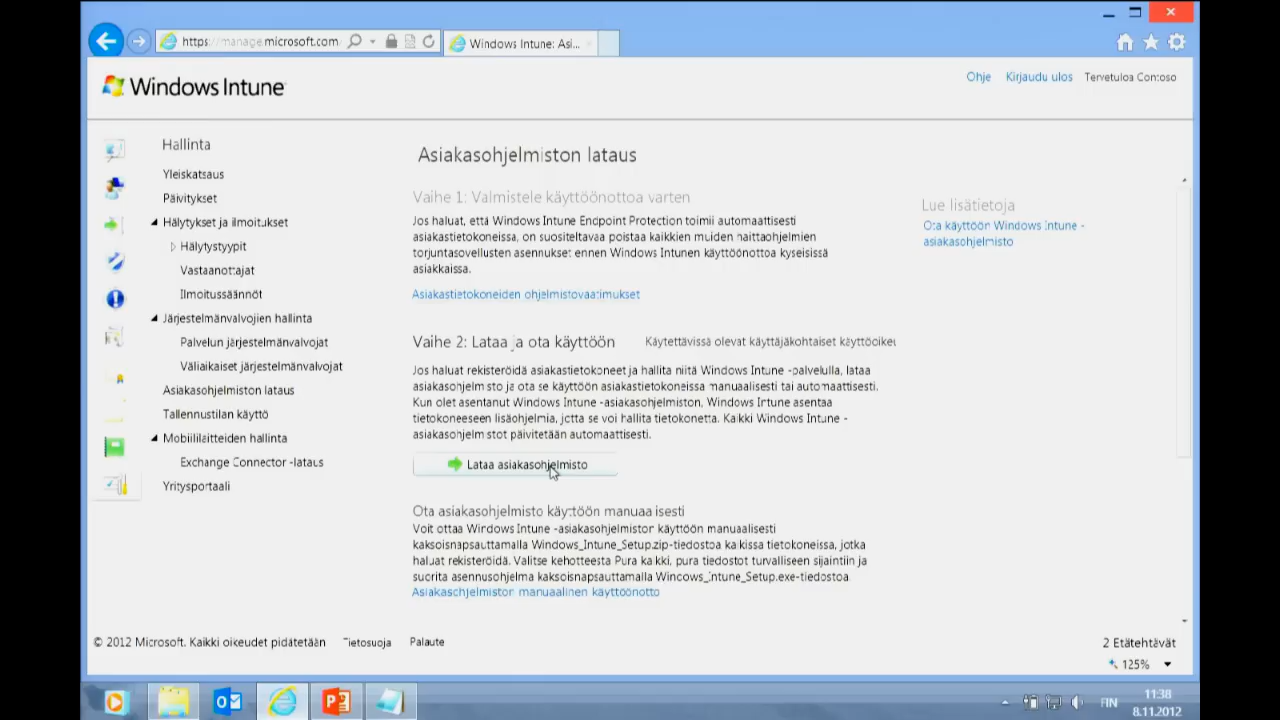 https://manage.microsoft.com
Windows Intune: Asi...
Windows Intune
Ohje
Kirjaudu ulos
Tervetuloa Contoso
Hallinta
Yleiskatsaus
Päivitykset
Hälytykset ja ilmoitukset
Hälytystyypit
Vastaanottajat
Ilmoitussäännöt
Järjestelmänvalvojien hallinta
Palvelun järjestelmänvalvojat
Väliaikaiset järjestelmänvalvojat
Asiakasohjelmiston lataus
Tallennustilan käyttö
Mobiililaitteiden hallinta
Exchange Connector -lataus
Yritysportaali
Asiakasohjelmiston lataus
Vaihe 1: Valmistele käyttöönottoa varten
Jos haluat, että Windows Intune Endpoint Protection toimii automaattisesti
asiakastietokoneissa, on suositeltavaa poistaa kaikkien muiden haittaohjelmien
torjuntasovellusten asennukset ennen Windows Intunen käyttöönottoa kyseisissä
asiakkaissa.
Asiakastietokoneiden ohjelmistovaatimukset
Vaihe 2: Lataa ja ota käyttöön
Käytettävissä olevat käyttäjäkohtaiset käyttöoikeu
Jos haluat rekisteröidä asiakastietokoneet ja hallita niitä Windows Intune -palvelulla, lataa
asiakasohjelmisto ja ota se käyttöön asiakastietokoneissa manuaalisesti tai automaattisesti.
Kun olet asentanut Windows Intune -asiakasohjelmiston, Windows Intune asentaa
tietokoneeseen lisäohjelmia, jotta se voi hallita tietokonetta. Kaikki Windows Intune -
asiakasohjelmistot päivitetään automaattisesti.
Lataa asiakasohjelmisto
Ota asiakasohjelmisto käyttöön manuaalisesti
Voit ottaa Windows Intune -asiakasohjelmiston käyttöön manuaalisesti
kaksoisnapsauttamalla Windows_Intune_Setup.zip-tiedostoa kaikissa tietokoneissa, jotka
haluat rekisteröidä. Valitse kehotteesta Pura kaikki, pura tiedostot turvalliseen sijaintiin ja
suorita asennusohjelma kaksoisnapsauttamalla Windows_Intune_Setup.exe-tiedostoa.
Asiakasohjelmiston manuaalinen käyttöönotto
Lue lisätietoja
Ota käyttöön Windows Intune -
asiakasohjelmisto
© 2012 Microsoft. Kaikki oikeudet pidätetään
Tietosuoja
Palaute
2 Etätehtävät
125%
FIN
11:38
8.11.2012